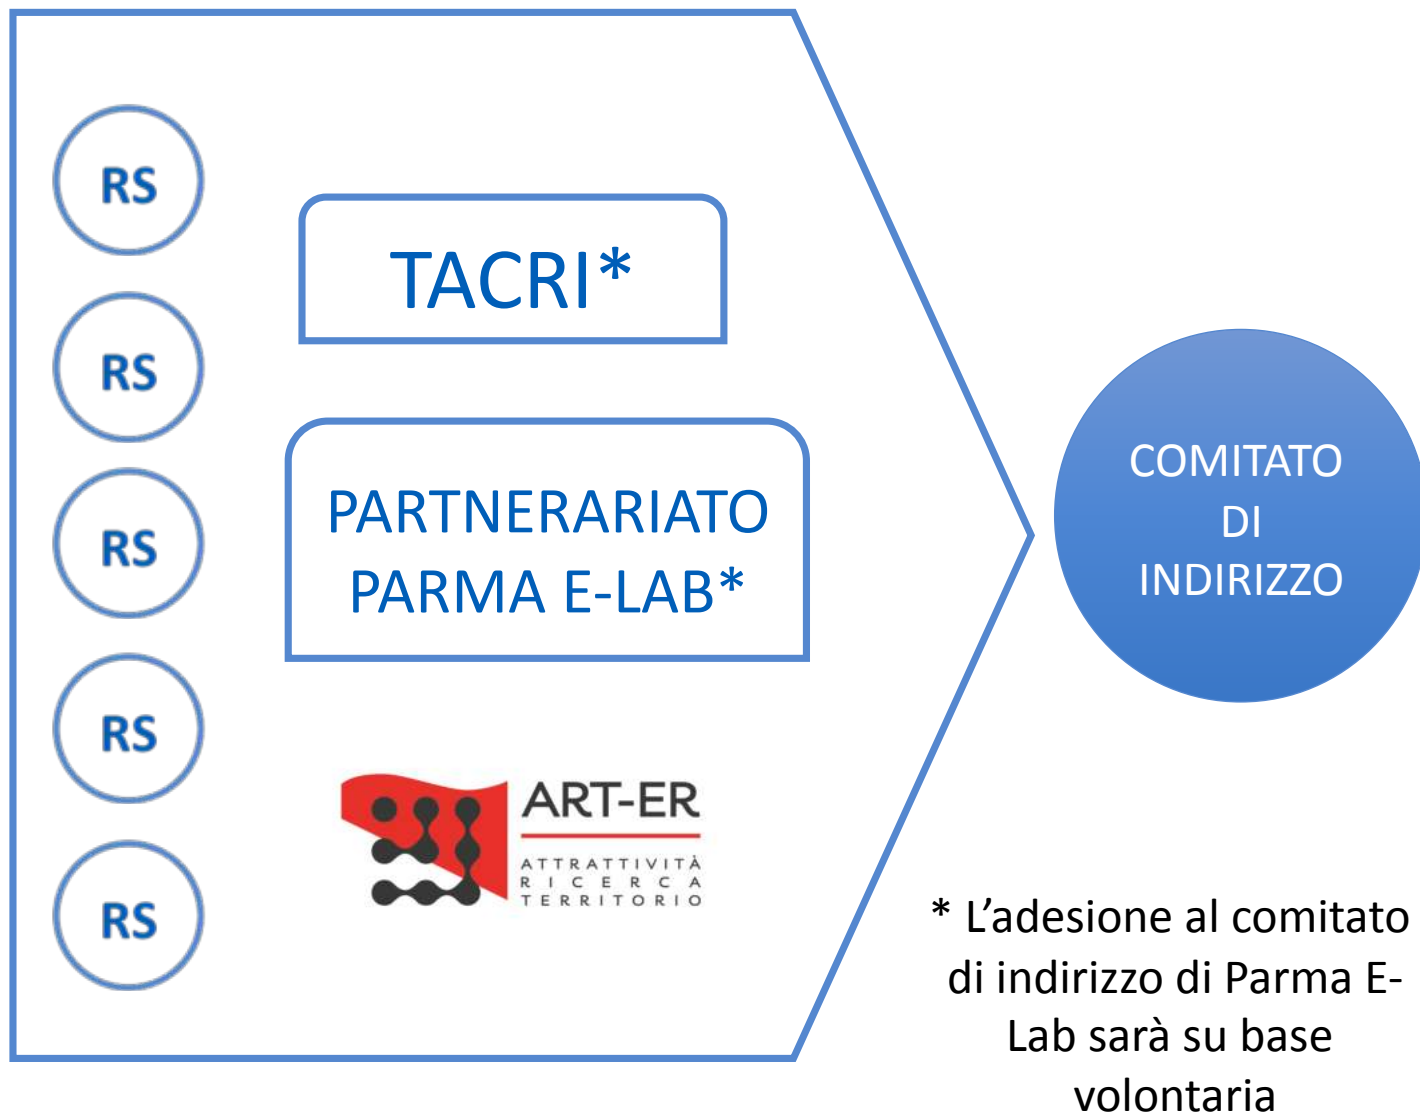 RS
RS
RS
RS
RS
TACRI*
PARTNERARIATO
PARMA E-LAB*
ART-ER
ATTRATTIVITÀ
RICERCA
TERRITORIO
COMITATO
DI
INDIRIZZO
* L’adesione al comitato
di indirizzo di Parma E-
Lab sarà su base
volontaria